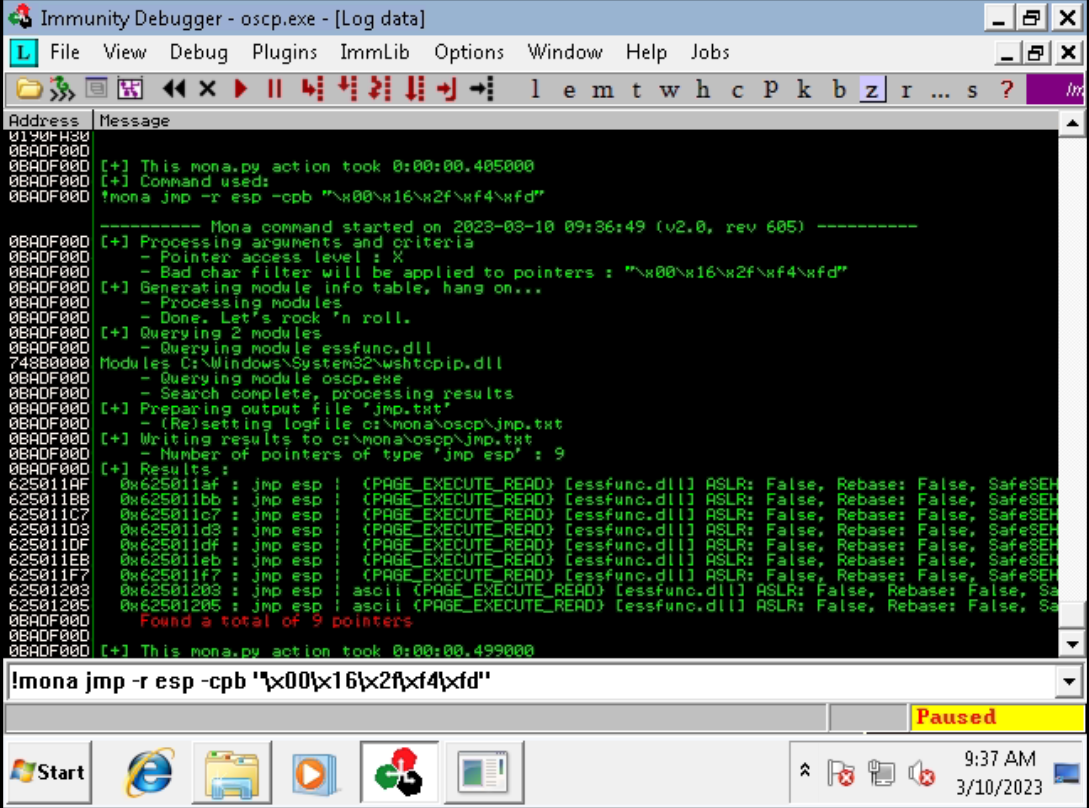 Immunity Debugger - oscp.exe - [Log data]
L File View Debug Plugins ImmLib Options Window Help Jobs
l e m t w h c P k b z r ... s ?
Address Message
0190FA30
0BADF00D
0BADF00D [+] This mona.py action took 0:00:00.405000
0BADF00D [+] Command used:
0BADF00D !mona jmp -r esp -cpb "\x00\x16\x2f\xf4\xfd"
---------- Mona command started on 2023-03-10 09:36:49 (v2.0, rev 605) ----------
0BADF00D [+] Processing arguments and criteria
0BADF00D - Pointer access level : X
0BADF00D - Bad char filter will be applied to pointers : "\x00\x16\x2f\xf4\xfd"
0BADF00D [+] Generating module info table, hang on...
0BADF00D - Processing modules
0BADF00D - Done. Let's rock 'n roll.
0BADF00D [+] Querying 2 modules
0BADF00D - Querying module essfunc.dll
748B0000 Modules C:\Windows\System32\wshtcpip.dll
0BADF00D - Querying module oscp.exe
0BADF00D - Search complete, processing results
0BADF00D [+] Preparing output file 'jmp.txt'
0BADF00D - (Re)setting logfile c:\mona\oscp\jmp.txt
0BADF00D [+] Writing results to c:\mona\oscp\jmp.txt
0BADF00D - Number of pointers of type 'jmp esp' : 9
0BADF00D [+] Results :
625011AF 0x625011af : jmp esp | {PAGE_EXECUTE_READ} [essfunc.dll] ASLR: False, Rebase: False, SafeSEH
625011BB 0x625011bb : jmp esp | {PAGE_EXECUTE_READ} [essfunc.dll] ASLR: False, Rebase: False, SafeSEH
625011C7 0x625011c7 : jmp esp | {PAGE_EXECUTE_READ} [essfunc.dll] ASLR: False, Rebase: False, SafeSEH
625011D3 0x625011d3 : jmp esp | {PAGE_EXECUTE_READ} [essfunc.dll] ASLR: False, Rebase: False, SafeSEH
625011DF 0x625011df : jmp esp | {PAGE_EXECUTE_READ} [essfunc.dll] ASLR: False, Rebase: False, SafeSEH
625011EB 0x625011eb : jmp esp | {PAGE_EXECUTE_READ} [essfunc.dll] ASLR: False, Rebase: False, SafeSEH
625011F7 0x625011f7 : jmp esp | {PAGE_EXECUTE_READ} [essfunc.dll] ASLR: False, Rebase: False, SafeSEH
62501203 0x62501203 : jmp esp | ascii {PAGE_EXECUTE_READ} [essfunc.dll] ASLR: False, Rebase: False, Sa
62501205 0x62501205 : jmp esp | ascii {PAGE_EXECUTE_READ} [essfunc.dll] ASLR: False, Rebase: False, Sa
0BADF00D Found a total of 9 pointers
0BADF00D
0BADF00D [+] This mona.py action took 0:00:00.499000
!mona jmp -r esp -cpb "\x00\x16\x2f\xf4\xfd"
Paused
Start
9:37 AM
3/10/2023